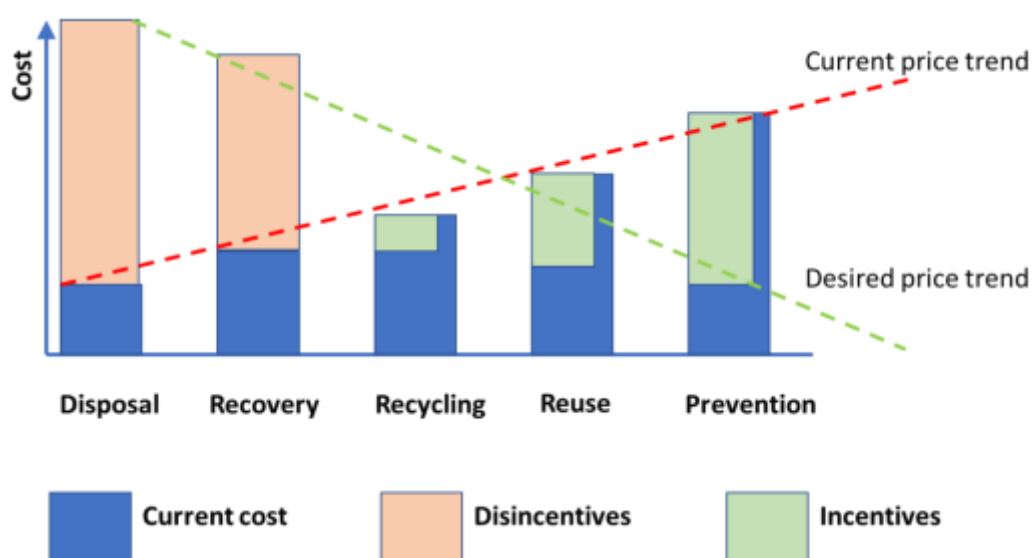 Cost
Current price trend
Desired price trend
Disposal
Recovery
Recycling
Reuse
Prevention
Current cost
Disincentives
Incentives